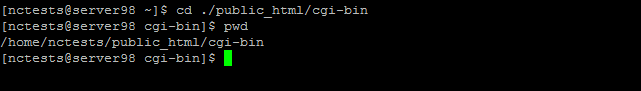 [nctests@server98 ~]$ cd ./public_html/cgi-bin
[nctests@server98 cgi-bin]$ pwd
/home/nctests/public_html/cgi-bin
[nctests@server98 cgi-bin]$